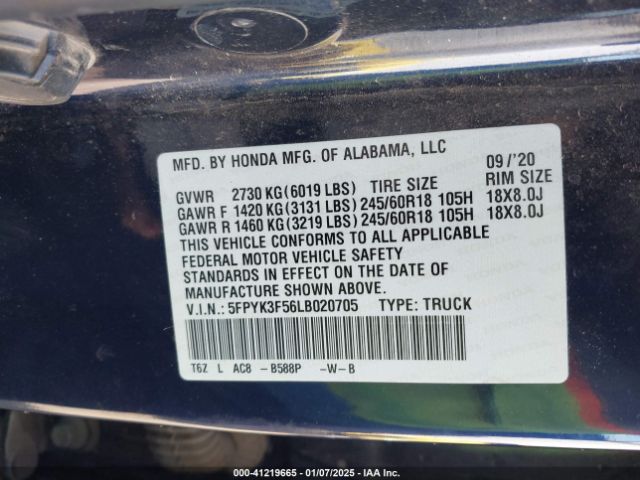 MFD. BY HONDA MFG. OF ALABAMA, LLC 09/'20
GVWR 2730 KG(6019 LBS) TIRE SIZE RIM SIZE
GAWR F 1420 KG(3131 LBS) 245/60R18 105H 18X8.0J
GAWR R 1460 KG(3219 LBS) 245/60R18 105H 18X8.0J
THIS VEHICLE CONFORMS TO ALL APPLICABLE
FEDERAL MOTOR VEHICLE SAFETY
STANDARDS IN EFFECT ON THE DATE OF
MANUFACTURE SHOWN ABOVE.
V.I.N.: 5FPYK3F56LB020705 TYPE: TRUCK
T6Z L AC8 -B588P -W-B
000-41219665 - 01/07/2025 - IAA Inc.